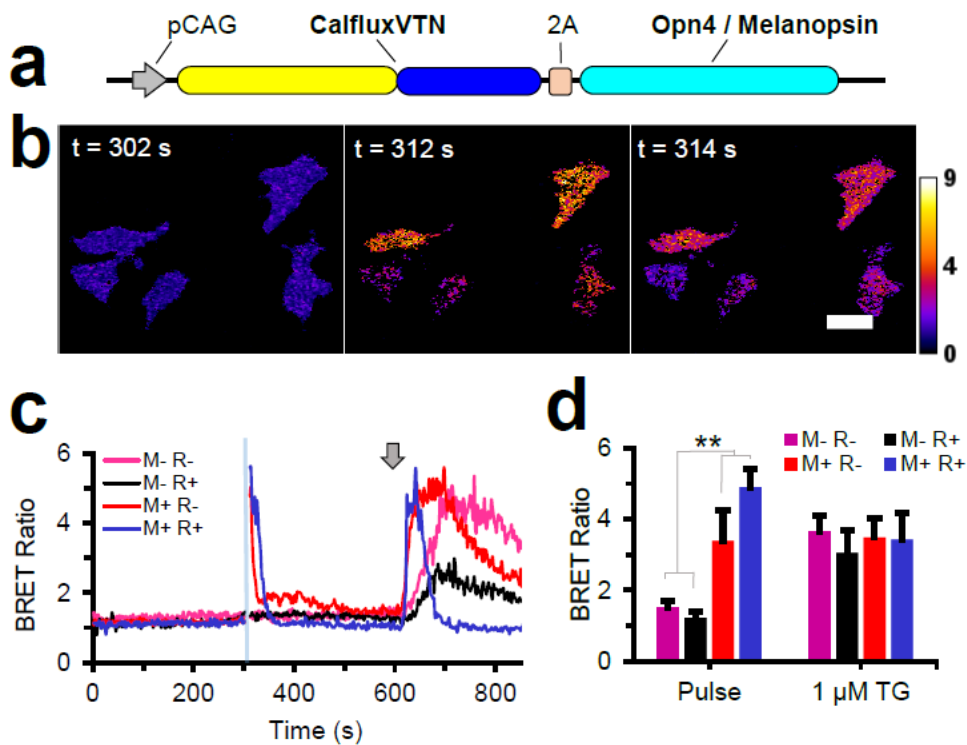 a
pCAG
CalfluxVTN
2A
Opn4 / Melanopsin
b
t = 302 s
t = 312 s
t = 314 s
9
4
0
c
M- R-
M- R+
M+ R-
M+ R+
6
4
2
0
BRET Ratio
0
200
400
600
800
Time (s)
d
M- R-
M- R+
M+ R-
M+ R+
**
6
4
2
0
BRET Ratio
Pulse
1 µM TG